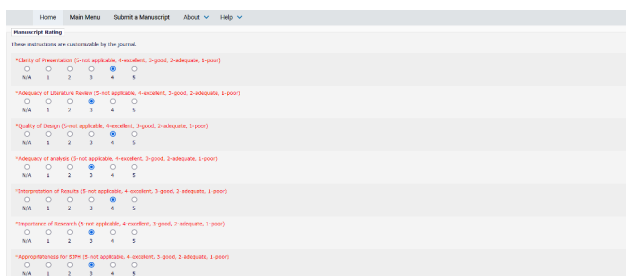 Home Main Menu Submit a Manuscript About Help
Manuscript Rating
These instructions are customizable by the journal.
*Clarity of Presentation (5-not applicable, 4-excellent, 3-good, 2-adequate, 1-poor)
N/A 1 2 3 4 5
*Adequacy of Literature Review (5-not applicable, 4-excellent, 3-good, 2-adequate, 1-poor)
N/A 1 2 3 4 5
*Quality of Design (5-not applicable, 4-excellent, 3-good, 2-adequate, 1-poor)
N/A 1 2 3 4 5
*Adequacy of analysis (5-not applicable, 4-excellent, 3-good, 2-adequate, 1-poor)
N/A 1 2 3 4 5
*Interpretation of Results (5-not applicable, 4-excellent, 3-good, 2-adequate, 1-poor)
N/A 1 2 3 4 5
*Importance of Research (5-not applicable, 4-excellent, 3-good, 2-adequate, 1-poor)
N/A 1 2 3 4 5
*Appropriateness for SJPH (5-not applicable, 4-excellent, 3-good, 2-adequate, 1-poor)
N/A 1 2 3 4 5